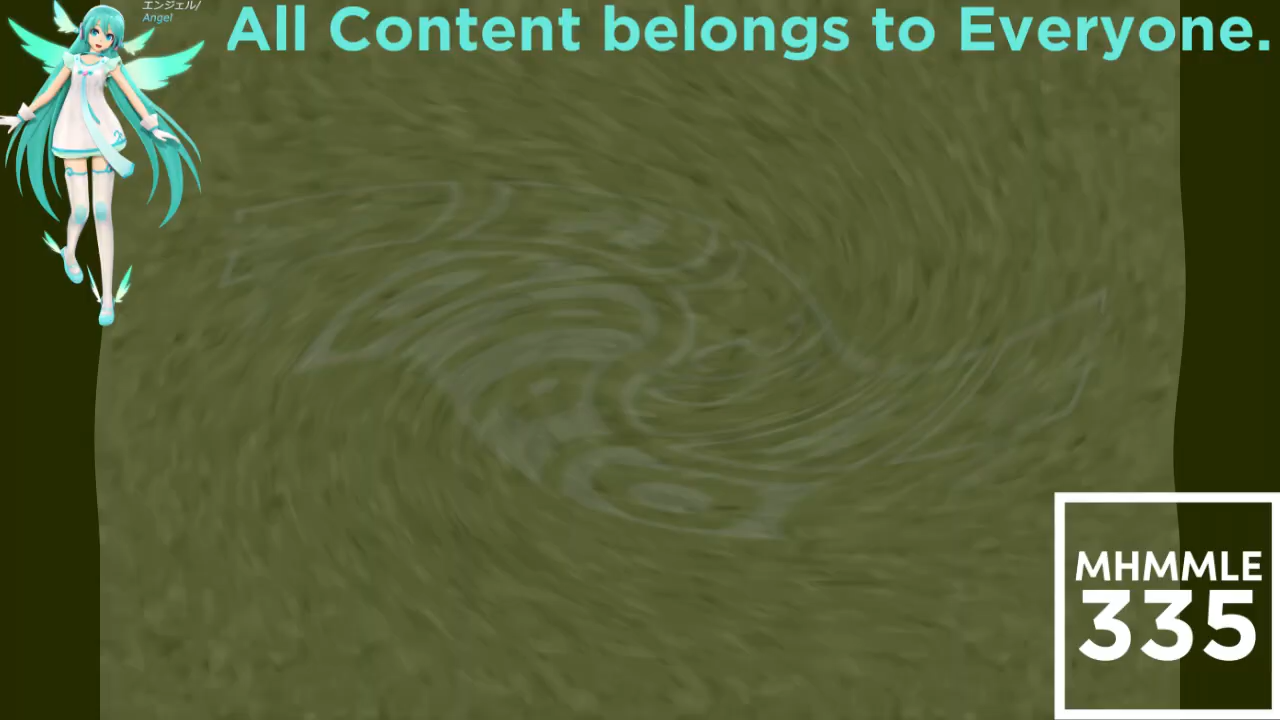 エンジェル/
Angel
All Content belongs to Everyone.
MHMMLE
335